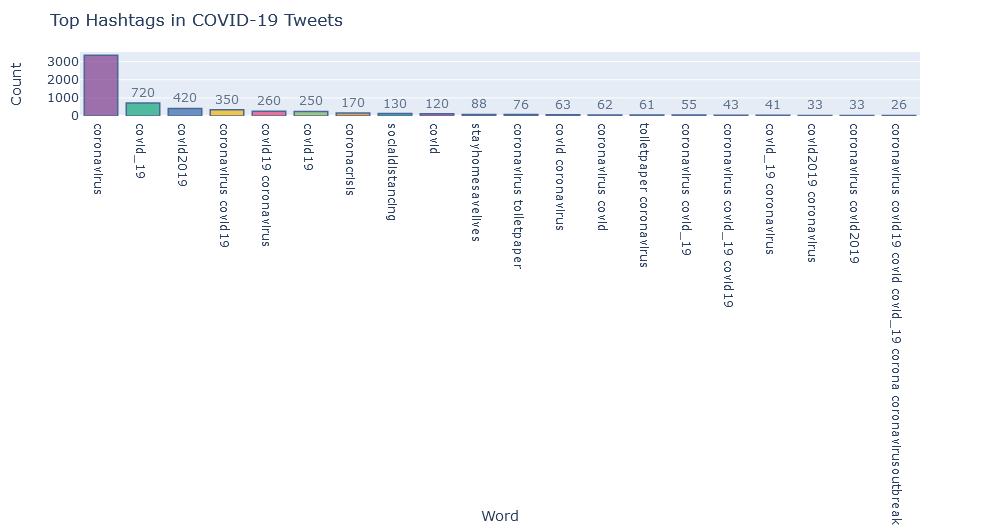 Top Hashtags in COVID-19 Tweets
Count
3000
2000
1000
0
720
420
350
260
250
170
130
120
88
76
63
62
61
55
43
41
33
33
26
coronavirus
covid_19
covid2019
coronavirus covid19
covid19 coronavirus
covid19
coronacrisis
socialdistancing
covid
stayhomesavelives
coronavirus toiletpaper
covid coronavirus
coronavirus covid
toiletpaper coronavirus
coronavirus covid_19
coronavirus covid_19 covid19
covid_19 coronavirus
covid2019 coronavirus
coronavirus covid2019
coronavirus covid19 covid covid_19 corona coronavirusoutbreak
Word